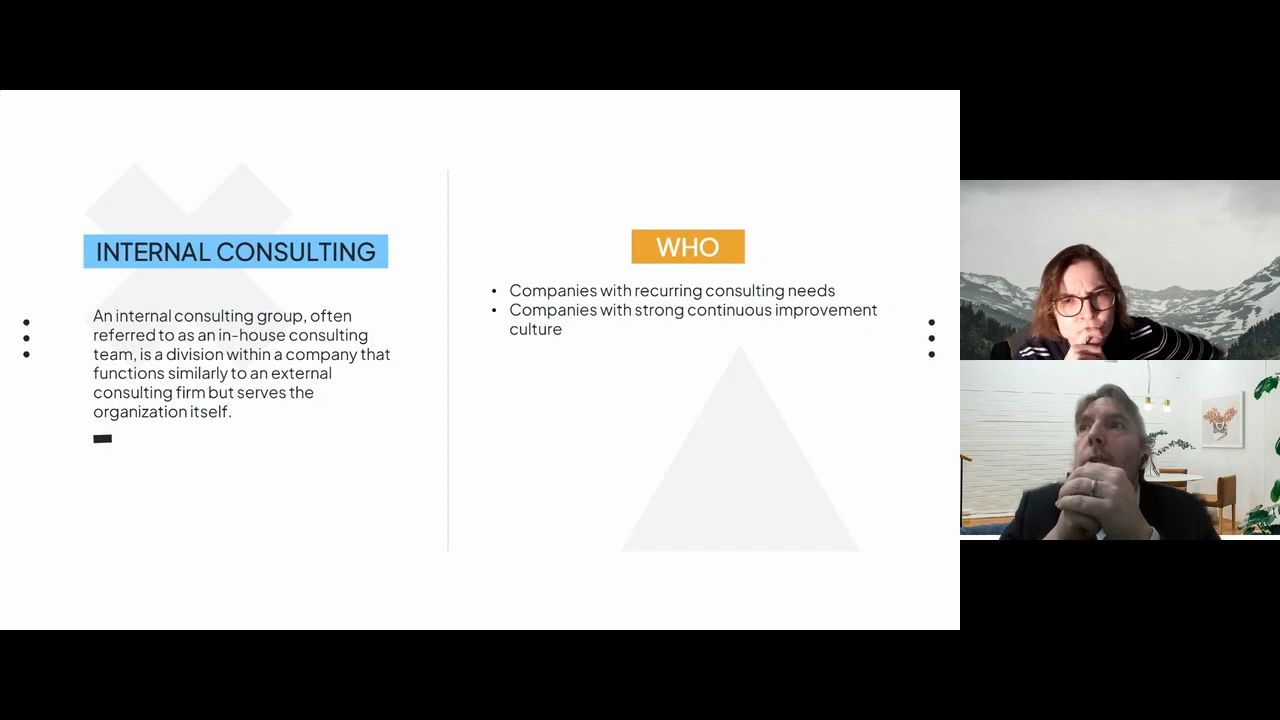 INTERNAL CONSULTING
An internal consulting group, often
referred to as an in-house consulting
team, is a division within a company that
functions similarly to an external
consulting firm but serves the
organization itself.
WHO
• Companies with recurring consulting needs
• Companies with strong continuous improvement
culture